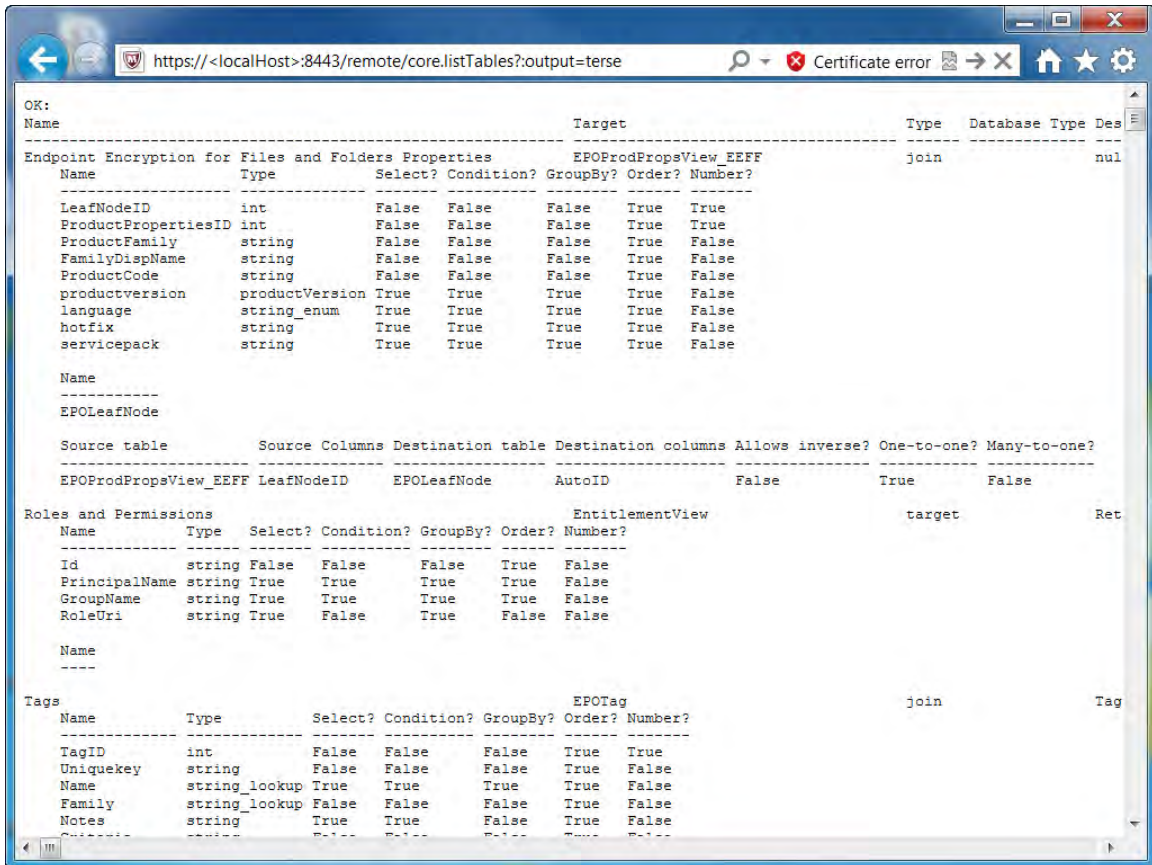 https://<localHost>:8443/remote/core.listTables?:output=terse Certificate error
OK:
Name Target Type Database Type Des
Endpoint Encryption for Files and Folders Properties EPOProdPropsView_EEFF join nul
Name Type Select? Condition? GroupBy? Order? Number?
LeafNodeID int False False False True True
ProductPropertiesID int False False False True True
ProductFamily string False False False True False
FamilyDispName string False False False True False
ProductCode string False False False True False
productversion productVersion True True True True False
language string_enum True True True True False
hotfix string True True True True False
servicepack string True True True True False
Name
EPOLeafNode
Source table Source Columns Destination table Destination columns Allows inverse? One-to-one? Many-to-one?
EPOProdPropsView_EEFF LeafNodeID EPOLeafNode AutoID False True False
Roles and Permissions EntitlementView target Ret
Name Type Select? Condition? GroupBy? Order? Number?
Id string False False False True False
PrincipalName string True True True True False
GroupName string True True True True False
RoleUri string True False True False False
Name
Tags EPOTag join Tag
Name Type Select? Condition? GroupBy? Order? Number?
TagID int False False False True True
Uniquekey string False False False True False
Name string_lookup True True True True False
Family string_lookup False False False True False
Notes string True True False True False